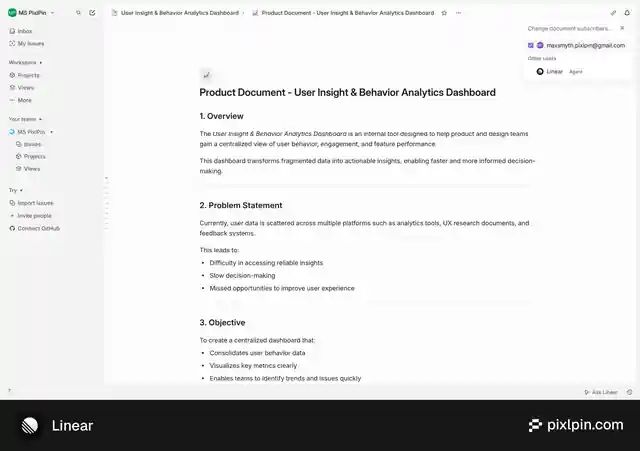 MS PixlPin
Inbox
My issues
Workspace
Projects
Views
More
Your teams
MS PixlPin
Issues
Projects
Views
Try
Import issues
Invite people
Connect GitHub
User Insight & Behavior Analytics Dashboard › Product Document - User Insight & Behavior Analytics Dashboard
Change document subscribers...
maxsmyth.pixlpin@gmail.com
Other users
Linear Agent
Product Document - User Insight & Behavior Analytics Dashboard
1. Overview
The User Insight & Behavior Analytics Dashboard is an internal tool designed to help product and design teams
gain a centralized view of user behavior, engagement, and feature performance
This dashboard transforms fragmented data into actionable insights, enabling faster and more informed decision-
making.
2. Problem Statement
Currently, user data is scattered across multiple platforms such as analytics tools, UX research documents, and
feedback systems.
This leads to:
• Difficulty in accessing reliable insights
• Slow decision-making
• Missed opportunities to improve user experience
3. Objective
To create a centralized dashboard that:
• Consolidates user behavior data
• Visualizes key metrics clearly
• Enables teams to identify trends and issues quickly
?
Ask Linear
Linear
pixlpin.com